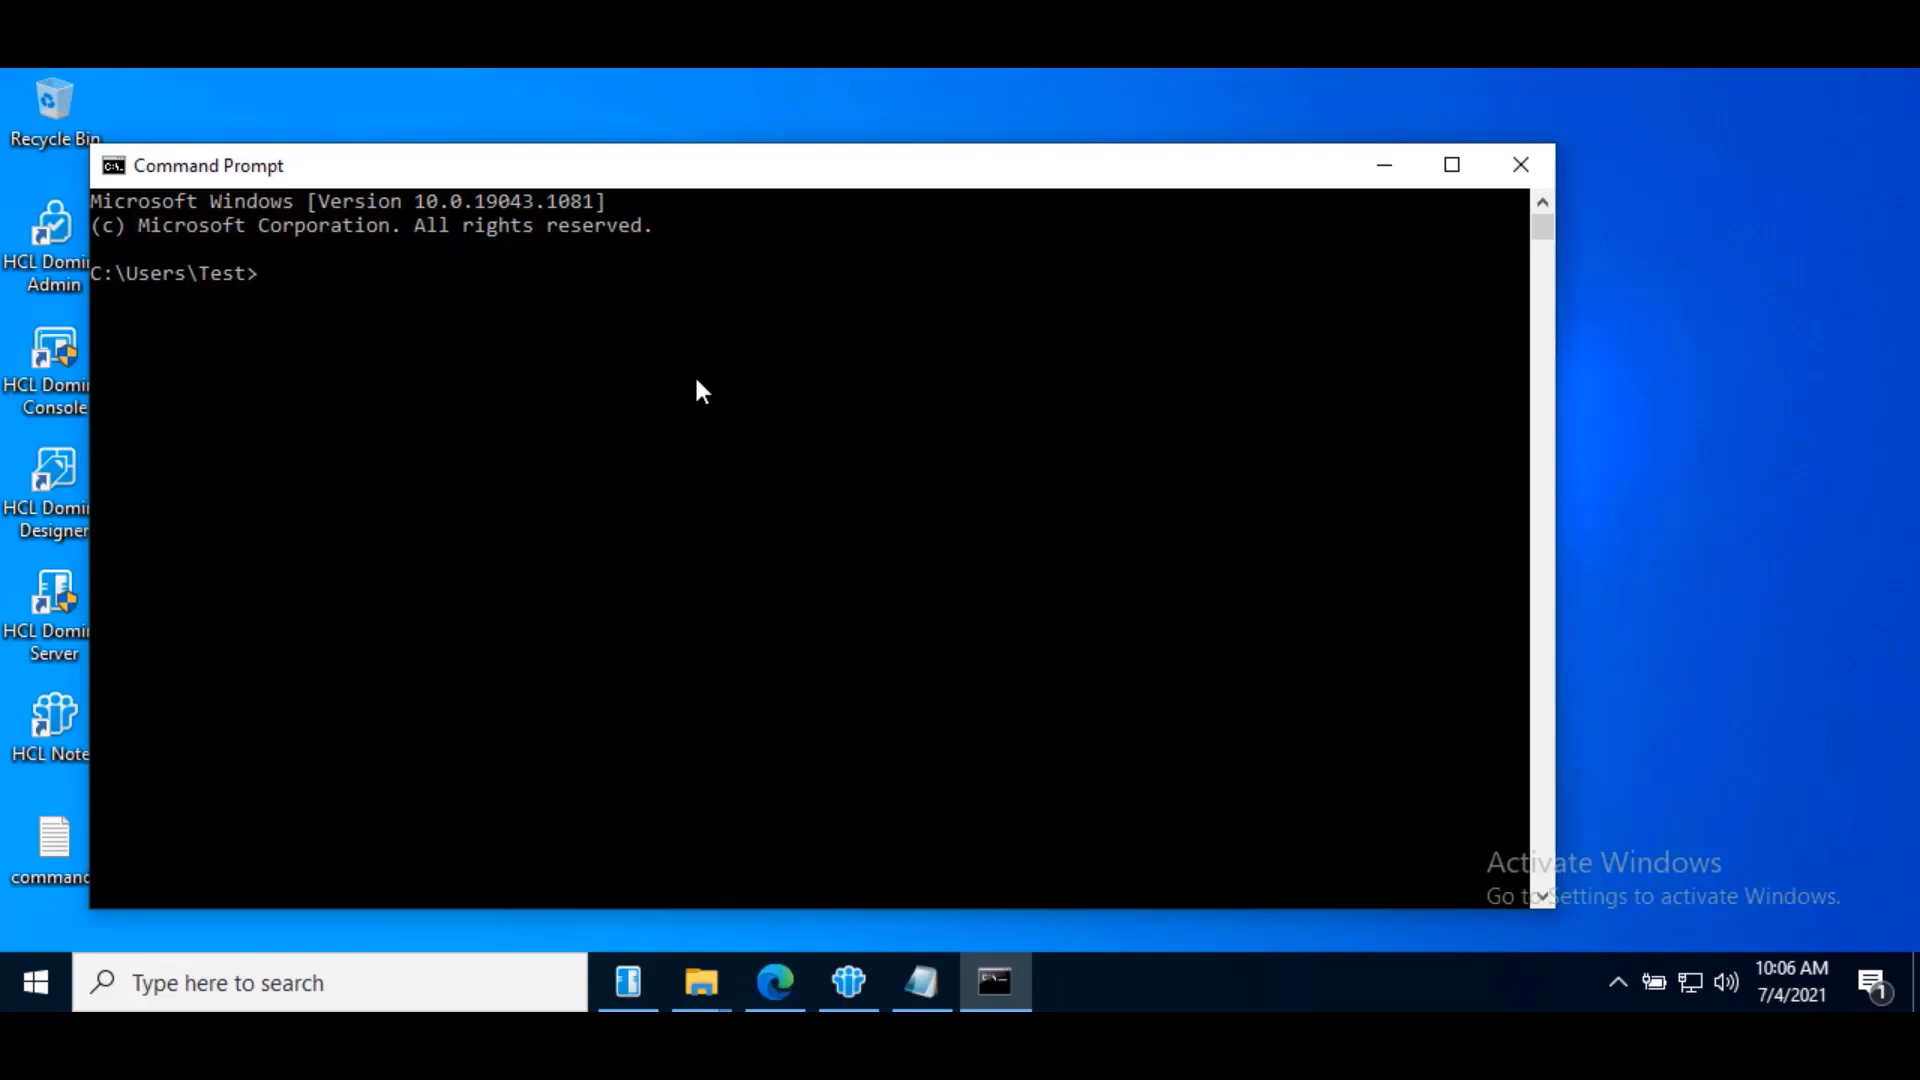 Recycle Bin
Command Prompt
Microsoft Windows [Version 10.0.19043.1081]
(c) Microsoft Corporation. All rights reserved.
C:\Users\Test>
HCL Domi
Admin
HCL Domi
Console
HCL Domi
Designer
HCL Domi
Server
HCL Note
command
Activate Windows
Go to Settings to activate Windows.
Type here to search
10:06 AM
7/4/2021
1